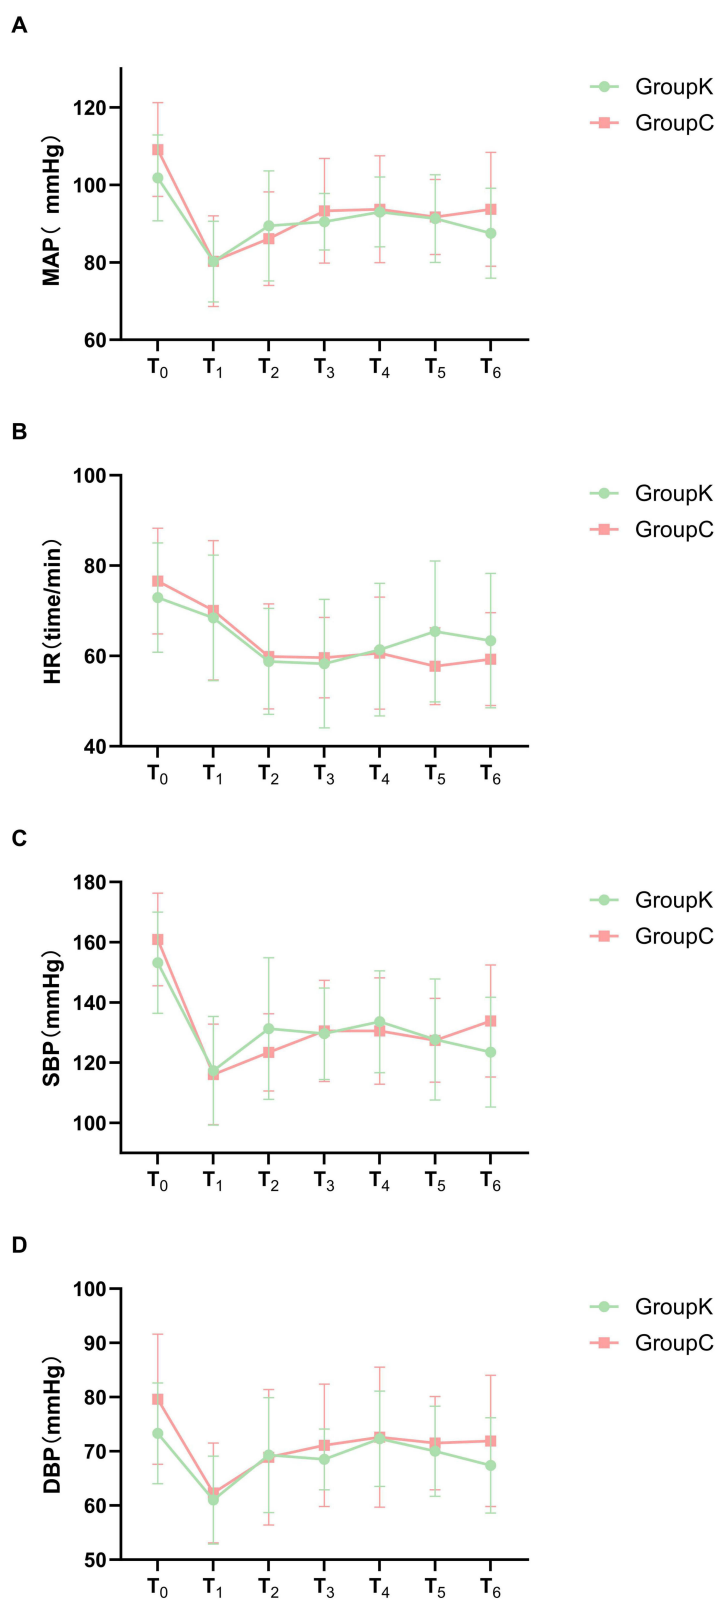 A
120
100
80
60
MAP( mmHg)
T0 T1 T2 T3 T4 T5 T6
GroupK
GroupC
B
100
80
60
40
HR(time/min)
T0 T1 T2 T3 T4 T5 T6
GroupK
GroupC
C
180
160
140
120
100
SBP(mmHg)
T0 T1 T2 T3 T4 T5 T6
GroupK
GroupC
D
100
90
80
70
60
50
DBP(mmHg)
T0 T1 T2 T3 T4 T5 T6
GroupK
GroupC